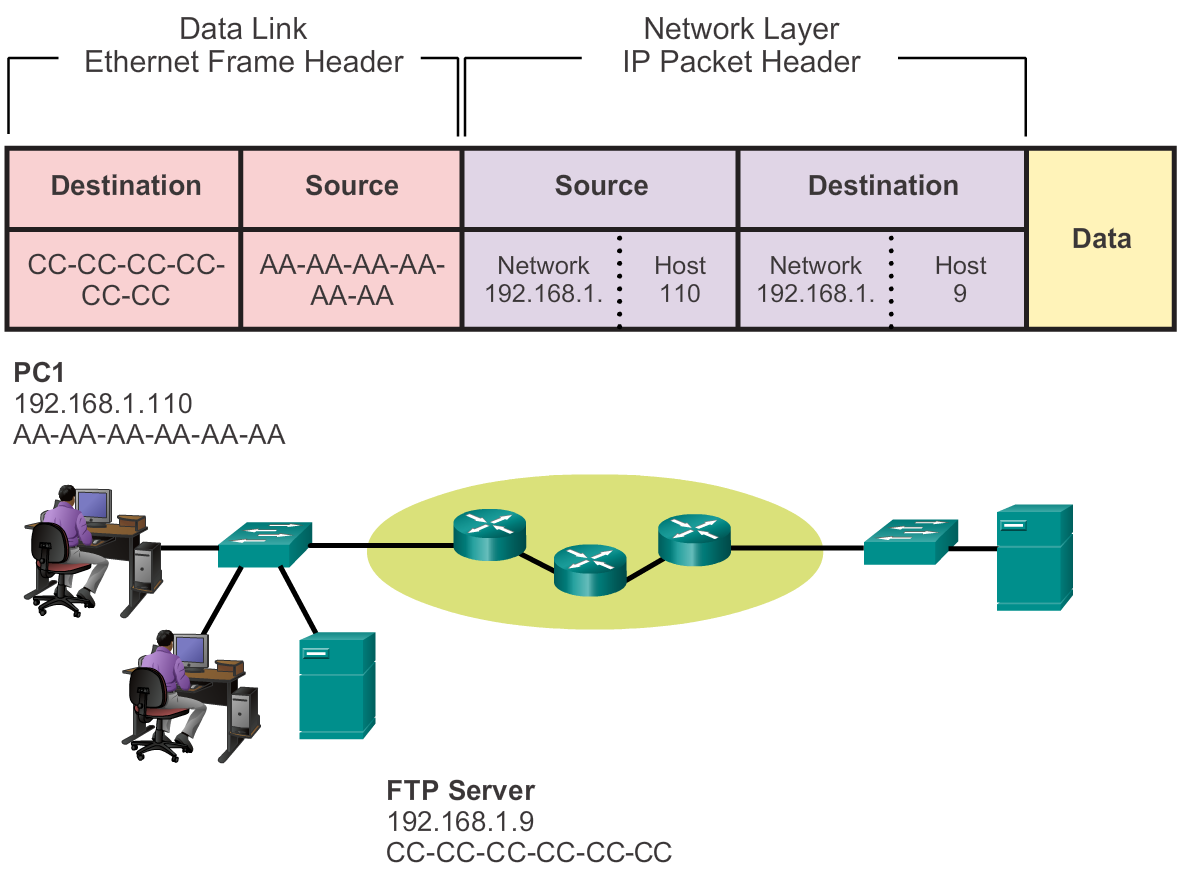 Data Link
Ethernet Frame Header
Network Layer
IP Packet Header
Destination
Source
Source
Destination
Data
CC-CC-CC-CC-
CC-CC
AA-AA-AA-AA-
AA-AA
Network
192.168.1.
Host
110
Network
192.168.1.
Host
9
PC1
192.168.1.110
AA-AA-AA-AA-AA-AA
FTP Server
192.168.1.9
CC-CC-CC-CC-CC-CC